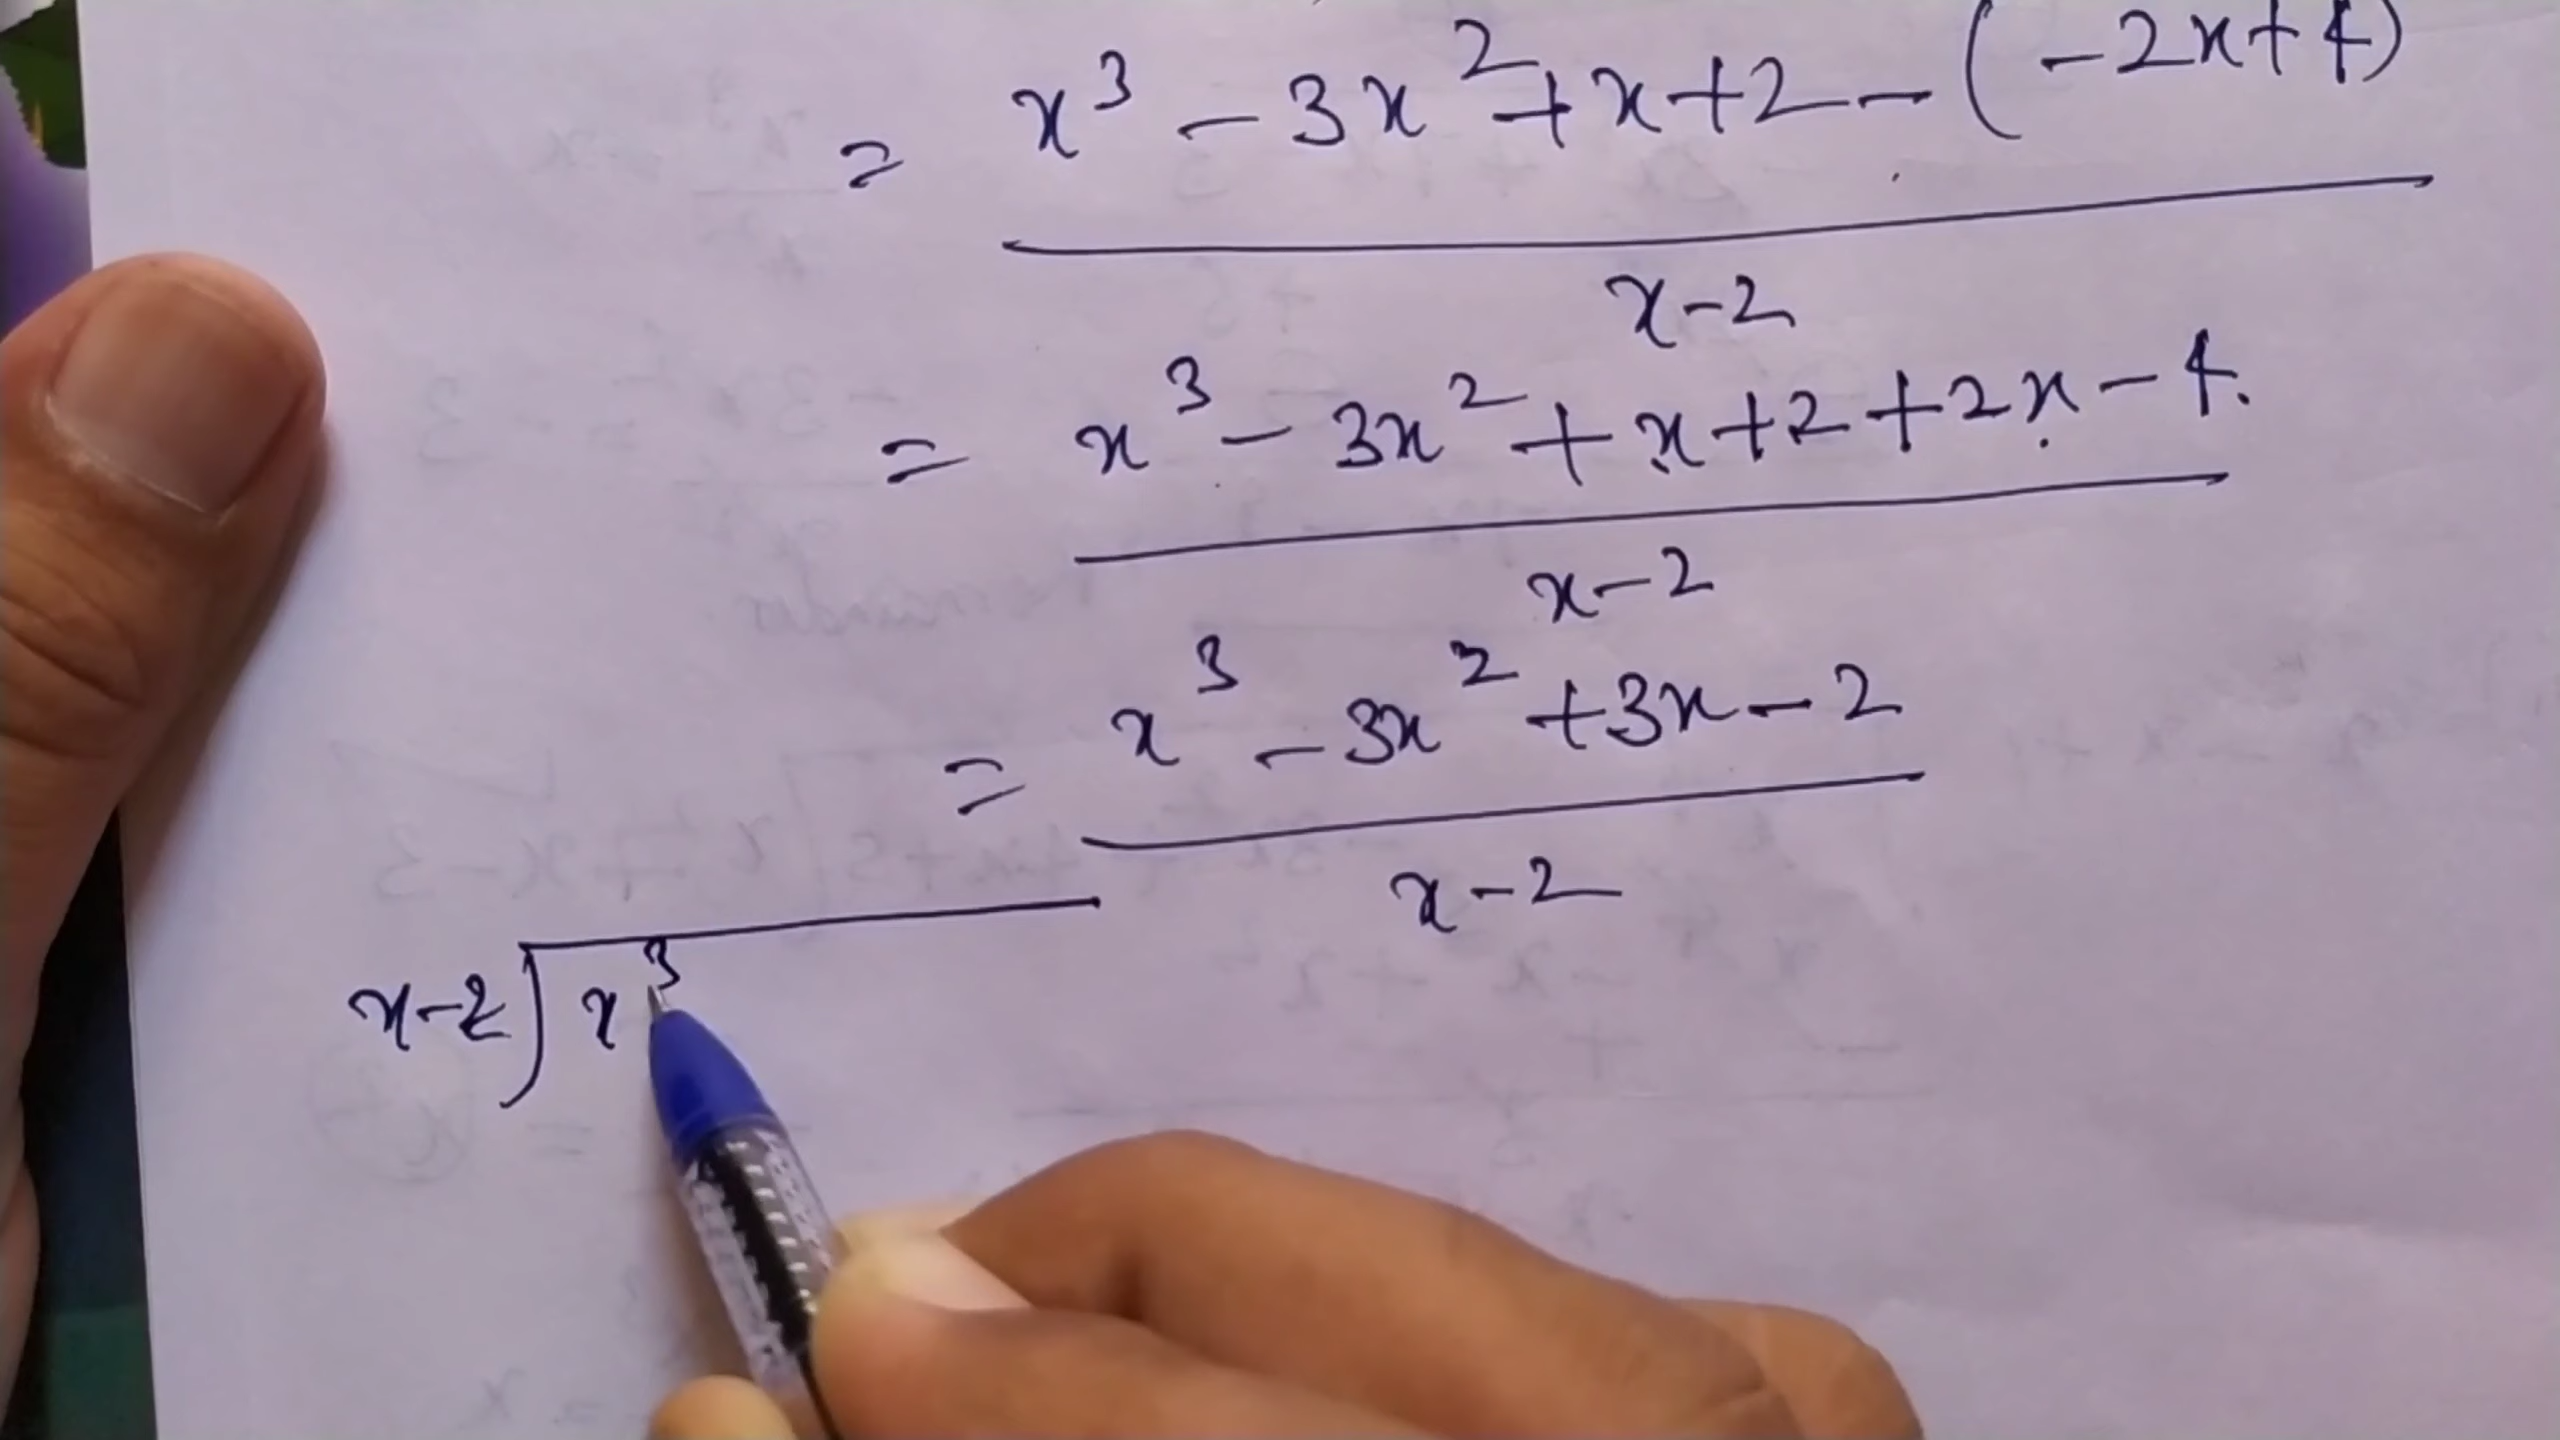 = x³ - 3x² + x + 2 - (-2x+4)
x-2
= x³ - 3x² + x + 2 + 2x - 4.
x-2
= x³ - 3x² + 3x - 2
x-2
x-2) x³